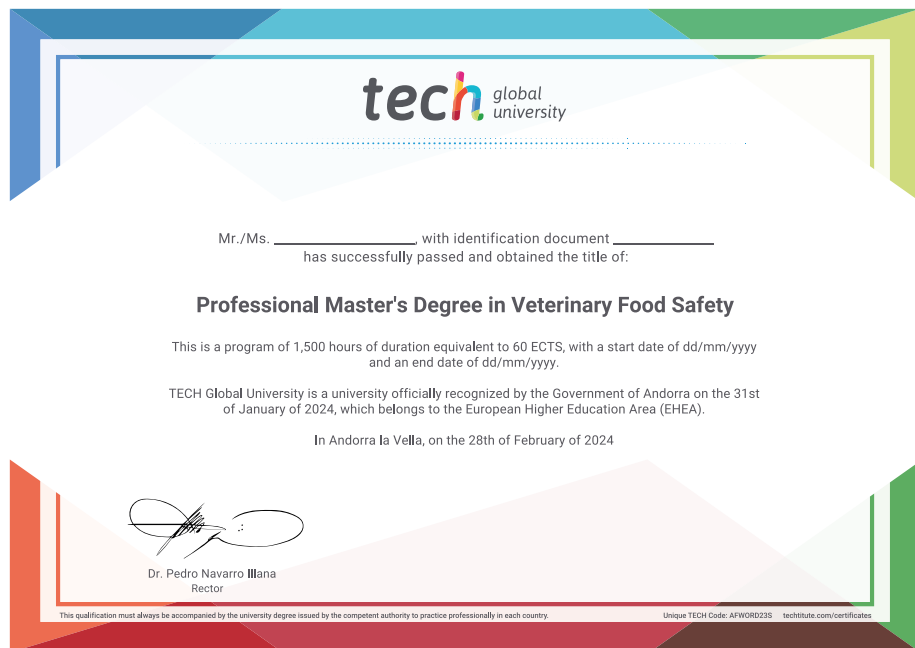 tech global university
Mr./Ms. ________________, with identification document ____________
has successfully passed and obtained the title of:
Professional Master's Degree in Veterinary Food Safety
This is a program of 1,500 hours of duration equivalent to 60 ECTS, with a start date of dd/mm/yyyy
and an end date of dd/mm/yyyy.
TECH Global University is a university officially recognized by the Government of Andorra on the 31st
of January of 2024, which belongs to the European Higher Education Area (EHEA).
In Andorra la Vella, on the 28th of February of 2024
Dr. Pedro Navarro Illana
Rector
This qualification must always be accompanied by the university degree issued by the competent authority to practice professionally in each country.
Unique TECH Code: AFWORD23S techtitute.com/certificates